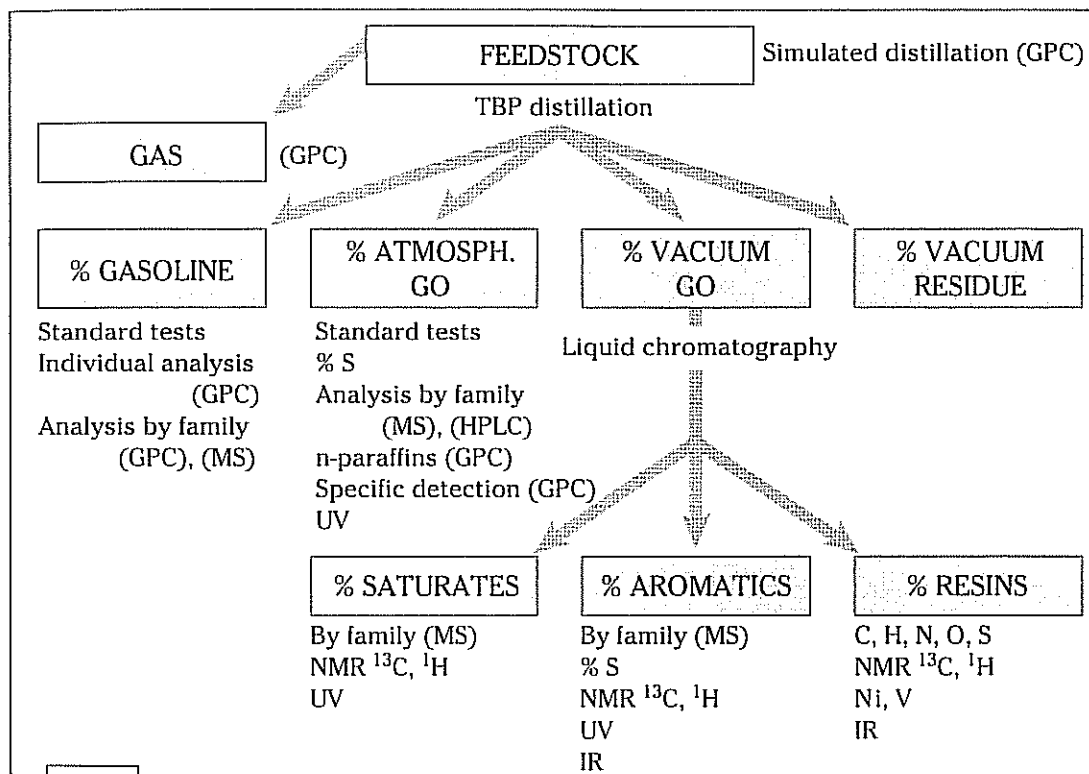 FEEDSTOCK
Simulated distillation (GPC)
TBP distillation
GAS
(GPC)
% GASOLINE
Standard tests
Individual analysis
(GPC)
Analysis by family
(GPC), (MS)
% ATMOSPH.
GO
Standard tests
% S
Analysis by family
(MS), (HPLC)
n-paraffins (GPC)
Specific detection (GPC)
UV
% VACUUM
GO
Liquid chromatography
% VACUUM
RESIDUE
% SATURATES
By family (MS)
NMR ¹³C, ¹H
UV
% AROMATICS
By family (MS)
% S
NMR ¹³C, ¹H
UV
IR
% RESINS
C, H, N, O, S
NMR ¹³C, ¹H
Ni, V
IR